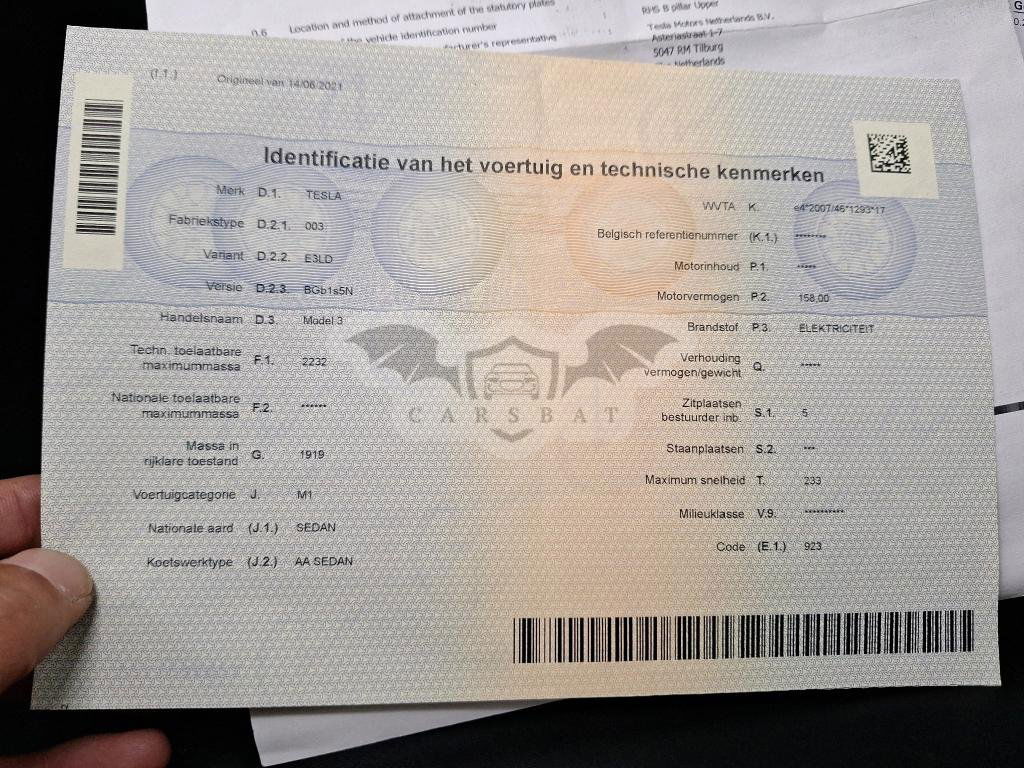 0.6 Location and method of attachment of the statutory plates
the vehicle identification number
representative
RHS B pillar Upper
Tesla Motors Netherlands B.V.
Asteriastraat 1-7
5047 RM Tilburg
Netherlands
G
(I.1.) Origineel van 14/06/2021
Identificatie van het voertuig en technische kenmerken
Merk D.1. TESLA
Fabriekstype D.2.1. 003
Variant D.2.2. E3LD
Versie D.2.3. BGb1s5N
Handelsnaam D.3. Model 3
Techn. toelaatbare
maximummassa F.1. 2232
Nationale toelaatbare
maximummassa F.2. ******
Massa in
rijklare toestand G. 1919
Voertuigcategorie J. M1
Nationale aard (J.1.) SEDAN
Koetswerktype (J.2.) AA SEDAN
WVTA K. e4*2007/46*1293*17
Belgisch referentienummer (K.1.) ********
Motorinhoud P.1. *****
Motorvermogen P.2. 158,00
Brandstof P.3. ELEKTRICITEIT
Verhouding
vermogen/gewicht Q. *****
Zitplaatsen
bestuurder inb. S.1. 5
Staanplaatsen S.2. ***
Maximum snelheid T. 233
Milieuklasse V.9. **********
Code (E.1.) 923
CARSBAT